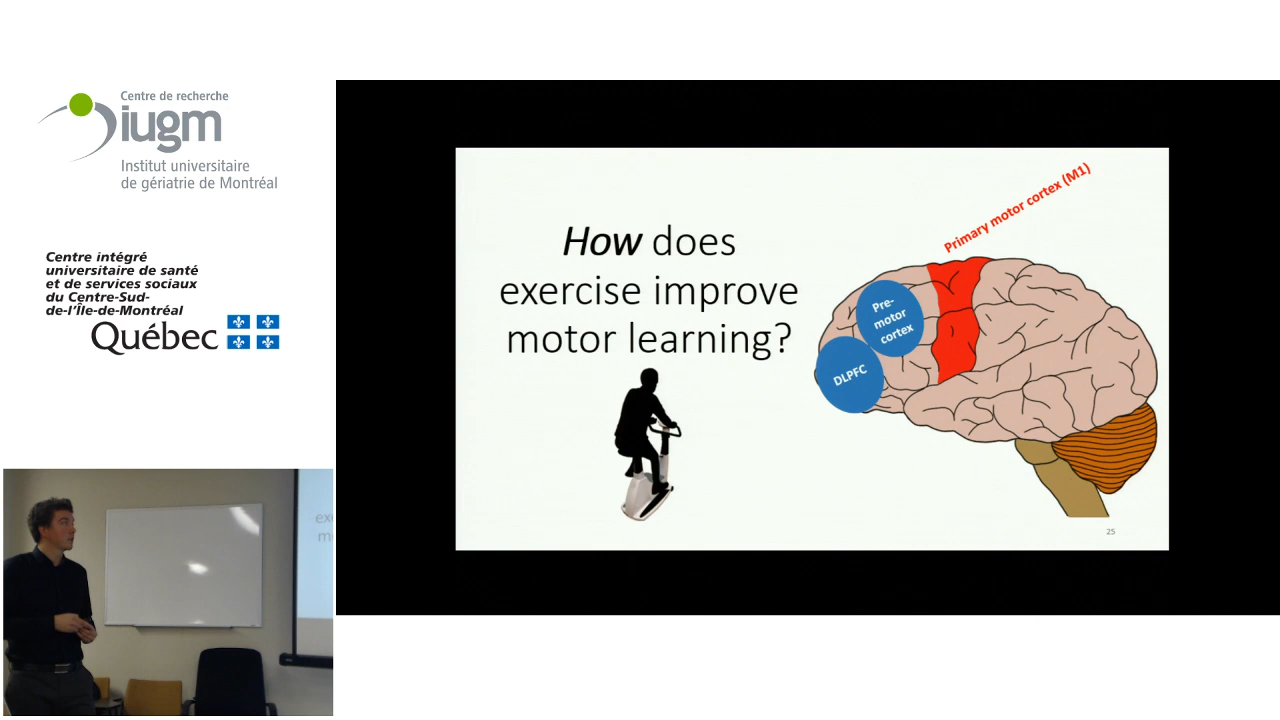 Centre de recherche
iugm
Institut universitaire
de gériatrie de Montréal
Centre intégré
universitaire de santé
et de services sociaux
du Centre-Sud-
de-l'Île-de-Montréal
Québec
How does
exercise improve
motor learning?
Primary motor cortex (M1)
Pre-
motor
cortex
DLPFC
25
ex
m